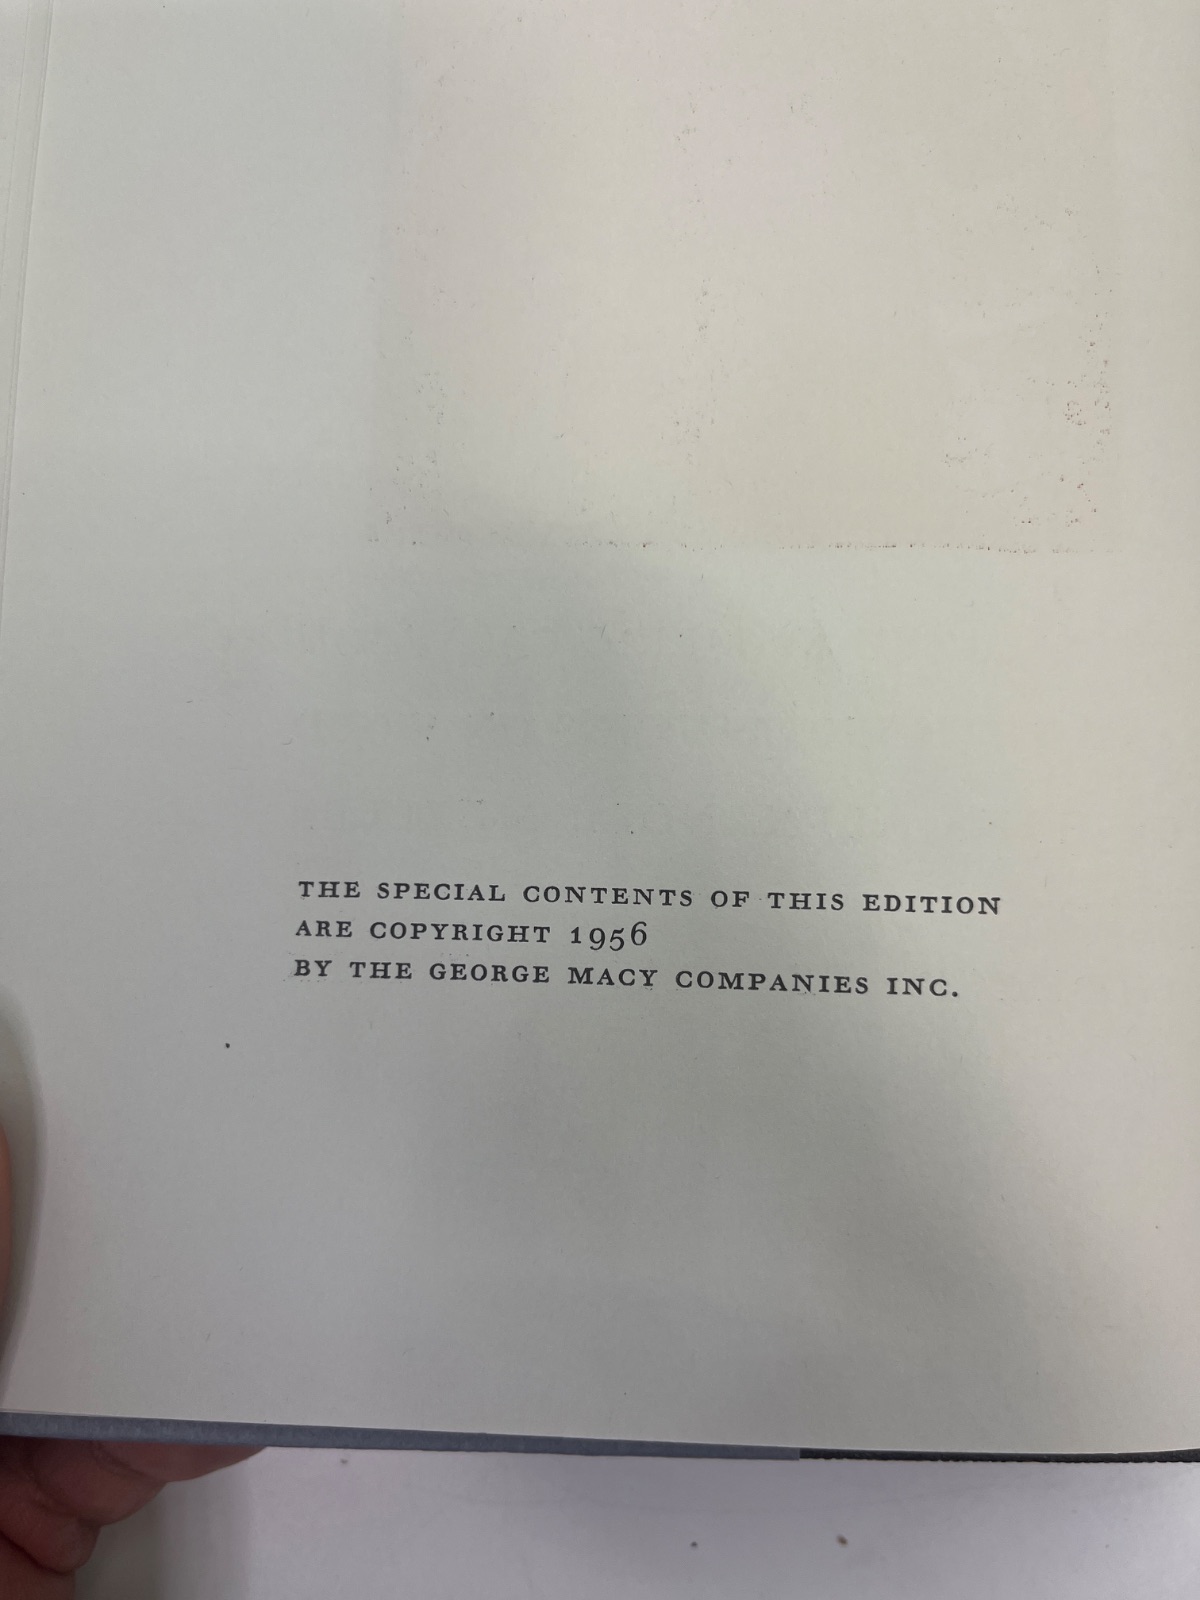 THE SPECIAL CONTENTS OF THIS EDITION
ARE COPYRIGHT 1956
BY THE GEORGE MACY COMPANIES INC.